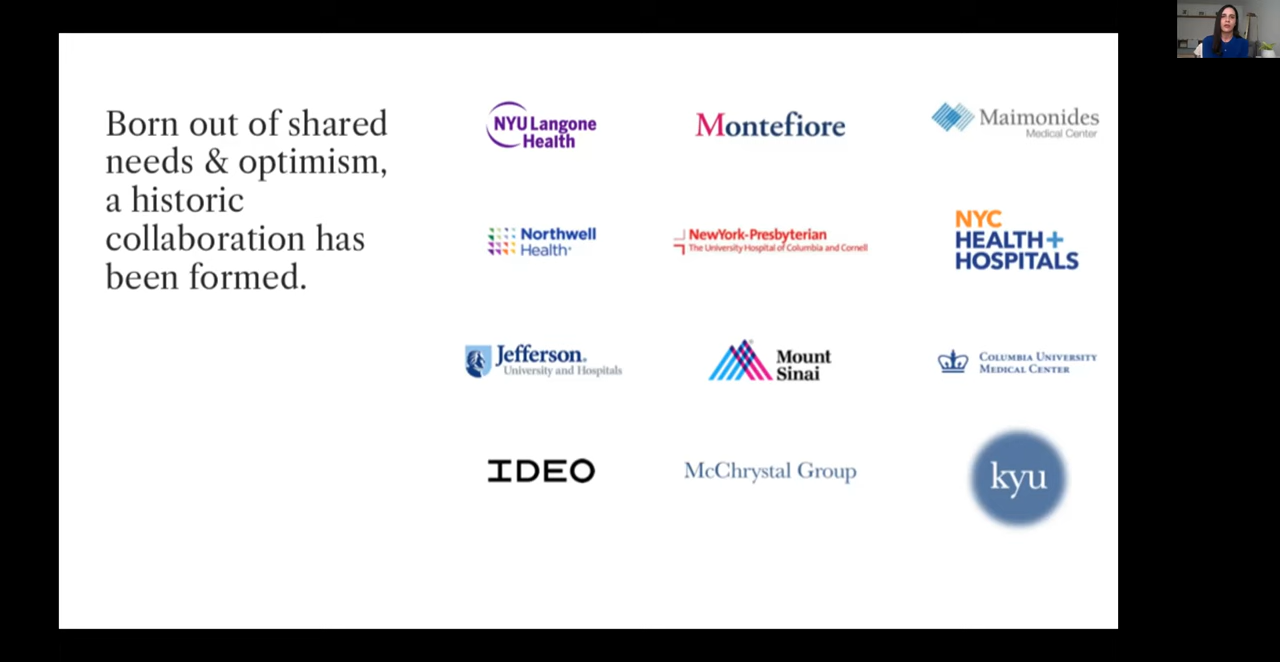 Born out of shared
needs & optimism,
a historic
collaboration has
been formed.
NYU Langone
Health
Montefiore
Maimonides
Medical Center
Northwell
Health
NewYork-Presbyterian
The University Hospital of Columbia and Cornell
NYC
HEALTH+
HOSPITALS
Jefferson®
University and Hospitals
Mount
Sinai
COLUMBIA UNIVERSITY
MEDICAL CENTER
IDEO
McChrystal Group
kyu